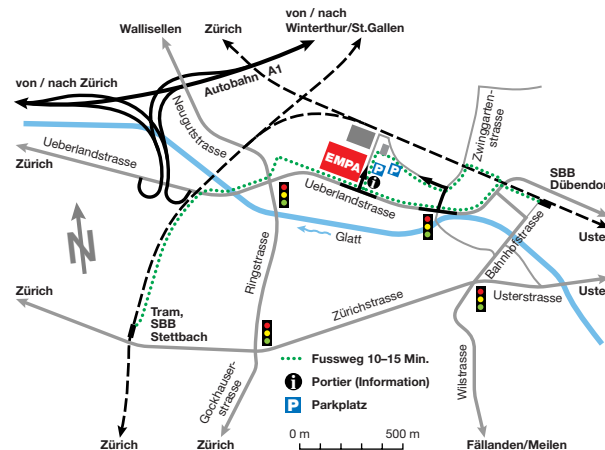 von / nach
Winterthur/St.Gallen
Wallisellen
Zürich
von / nach Zürich
Autobahn A1
Neugutstrasse
Zwinggarten-
strasse
EMPA
P P
i
Ueberlandstrasse
Zürich
Ueberlandstrasse
SBB
Dübendorf
Uster
N
Glatt
Bahnhofstrasse
Ringstrasse
Zürich
Zürichstrasse
Usterstrasse
Uster
Tram,
SBB
Stettbach
Gockhauser-
strasse
Wilstrasse
Fussweg 10–15 Min.
i Portier (Information)
P Parkplatz
Zürich
Zürich
0 m 500 m
Fällanden/Meilen